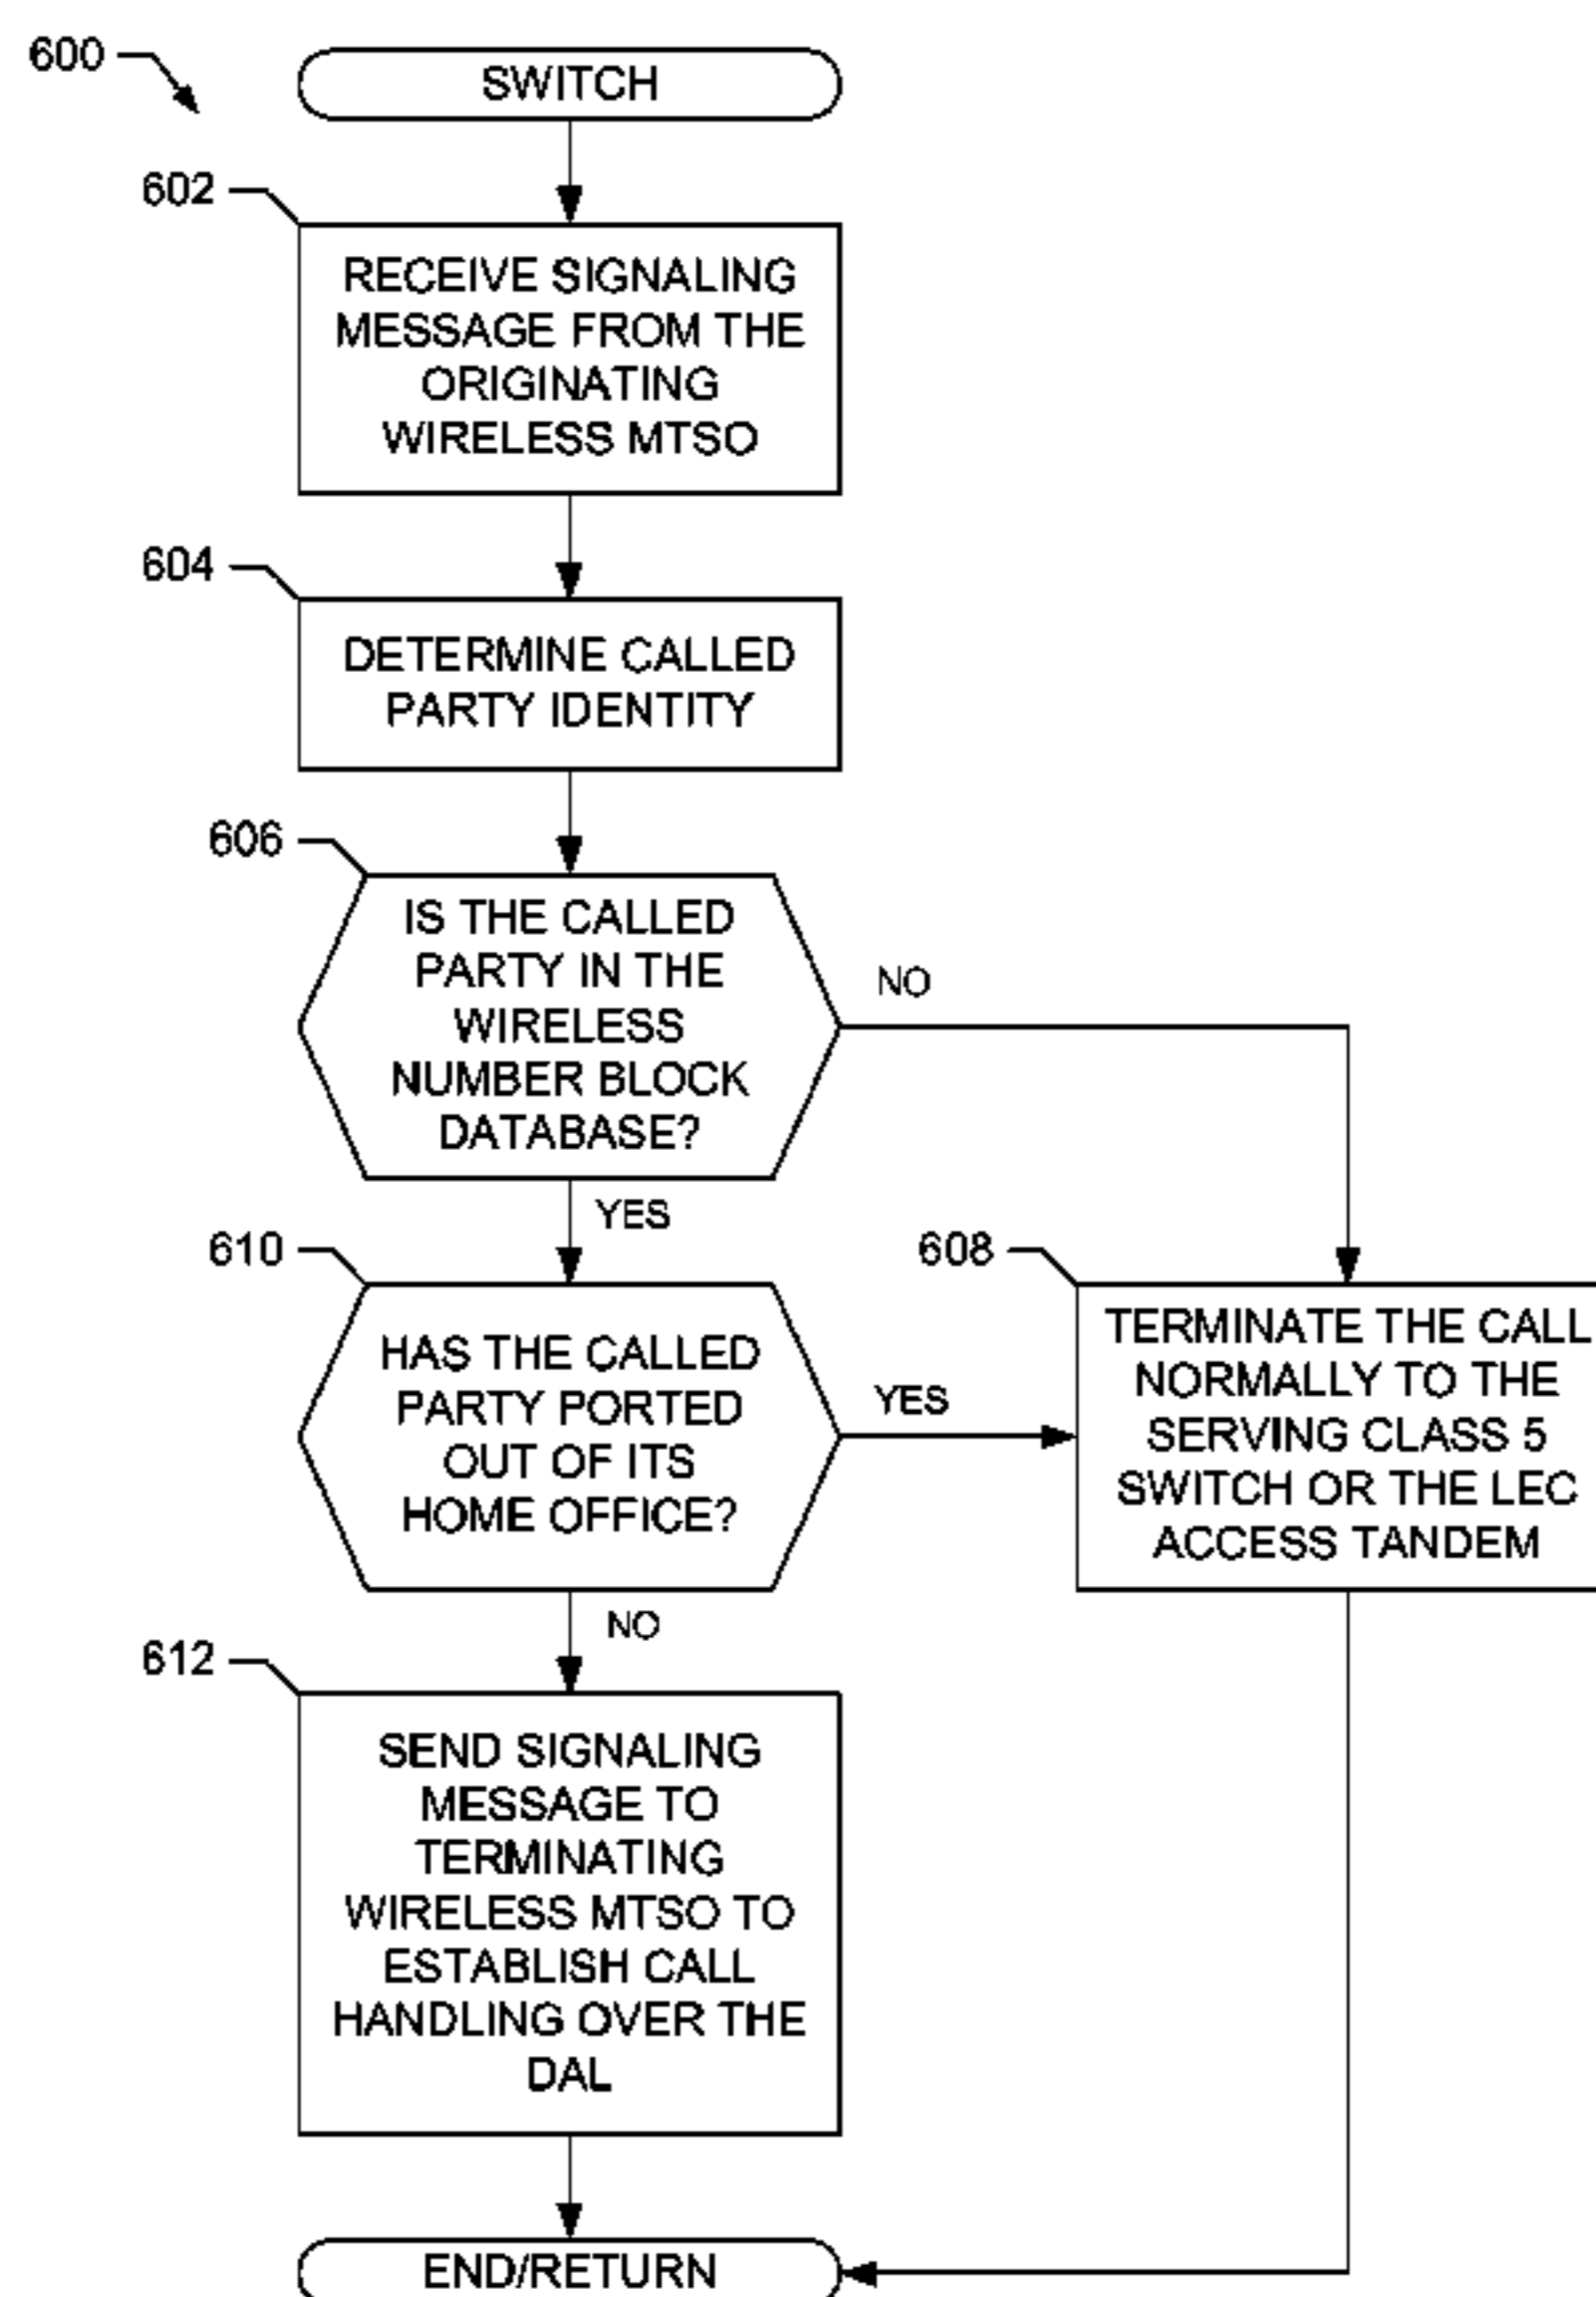 600
SWITCH
602
RECEIVE SIGNALING
MESSAGE FROM THE
ORIGINATING
WIRELESS MTSO
604
DETERMINE CALLED
PARTY IDENTITY
606
IS THE CALLED
PARTY IN THE
WIRELESS
NUMBER BLOCK
DATABASE?
NO
YES
610
HAS THE CALLED
PARTY PORTED
OUT OF ITS
HOME OFFICE?
YES
608
TERMINATE THE CALL
NORMALLY TO THE
SERVING CLASS 5
SWITCH OR THE LEC
ACCESS TANDEM
NO
612
SEND SIGNALING
MESSAGE TO
TERMINATING
WIRELESS MTSO TO
ESTABLISH CALL
HANDLING OVER THE
DAL
END/RETURN